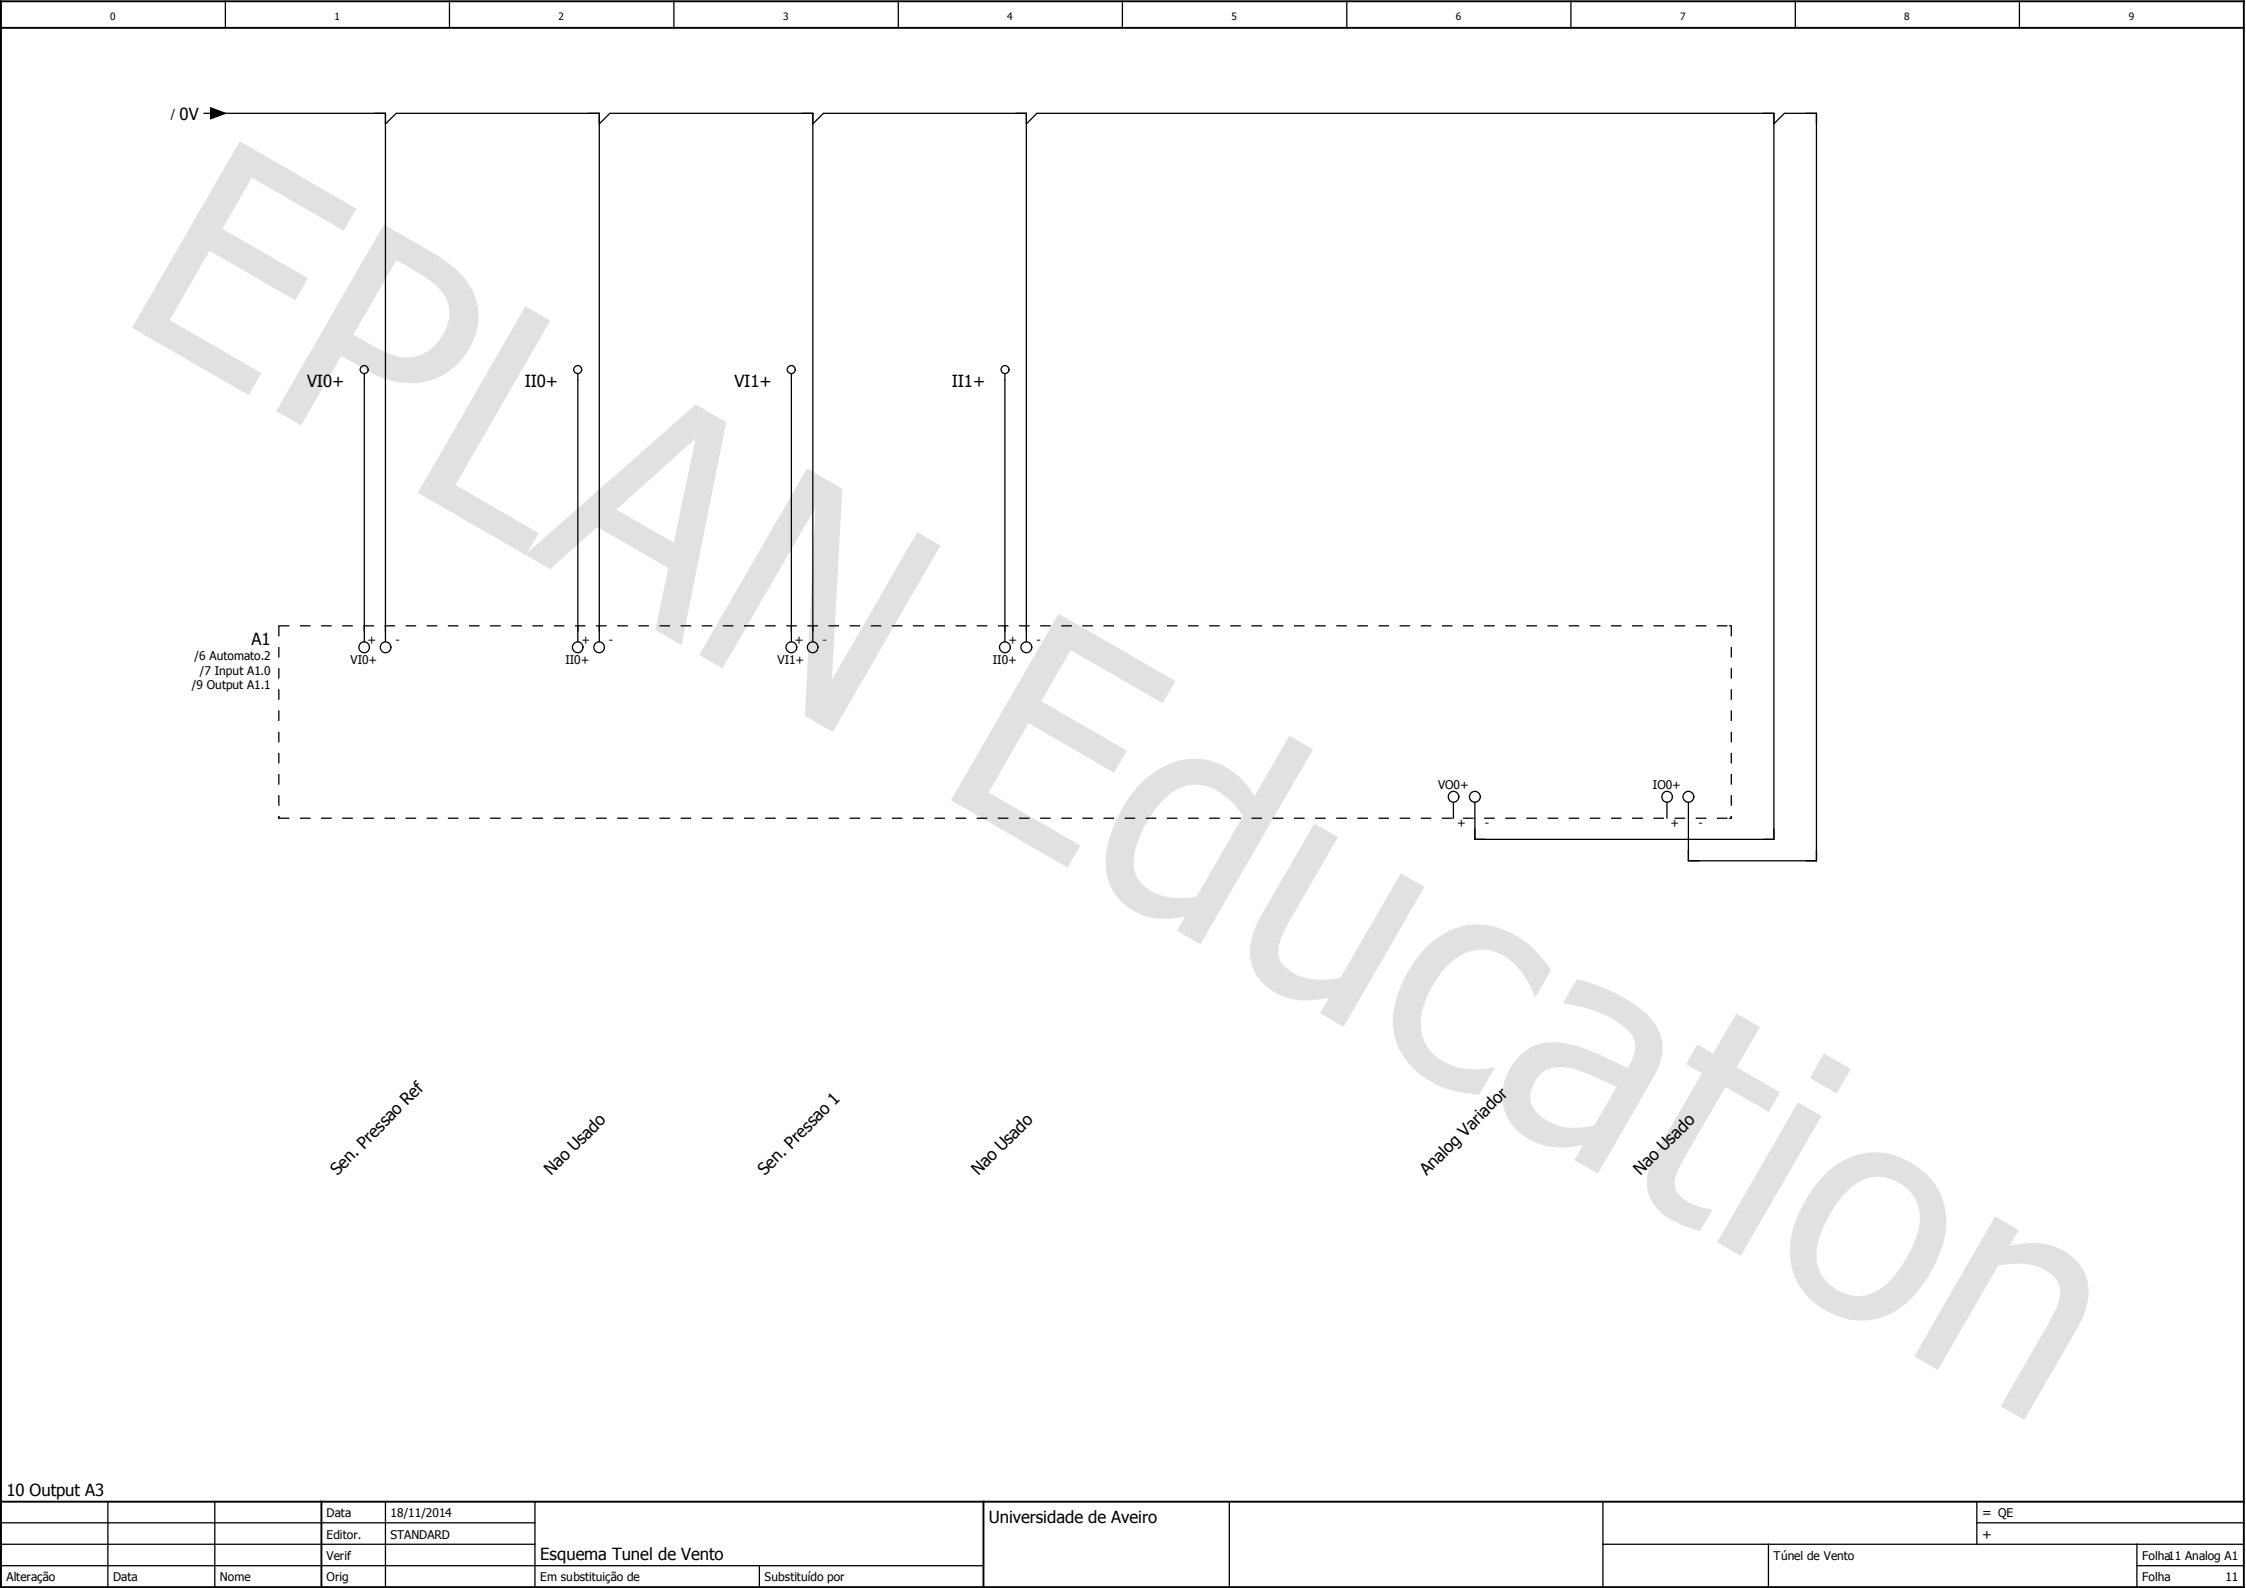 0 1 2 3 4 5 6 7 8 9
/ 0V
VI0+ II0+ VI1+ II1+
A1
/6 Automato.2
/7 Input A1.0
/9 Output A1.1
+ - + - + - + -
VI0+ II0+ VI1+ II0+
VO0+ IO0+
+ - + -
Sen. Pressao Ref
Nao Usado
Sen. Pressao 1
Nao Usado
Analog Variador
Nao Usado
EPLAN Education
10 Output A3
Data 18/11/2014 Universidade de Aveiro = QE
Editor. STANDARD +
Verif Esquema Tunel de Vento Túnel de Vento Folha11 Analog A1
Alteração Data Nome Orig Em substituição de Substituído por Folha 11